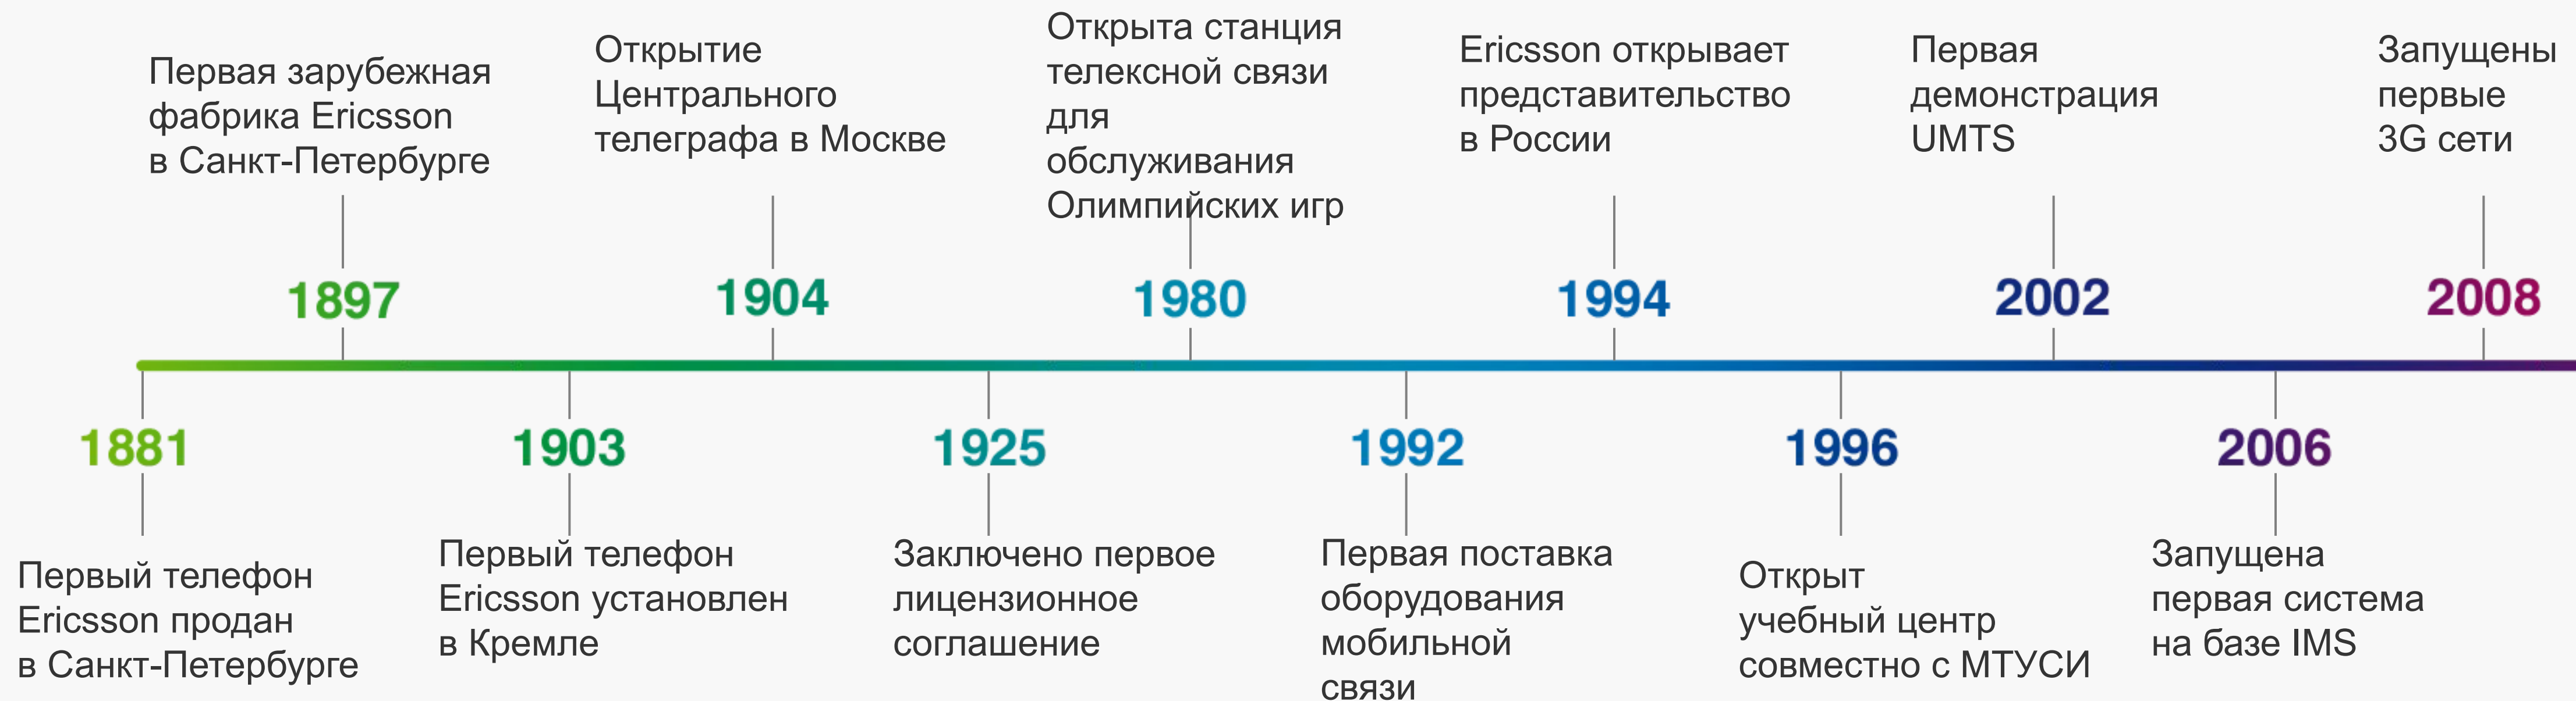 Первая зарубежная
фабрика Ericsson
в Санкт-Петербурге
Открытие
Центрального
телеграфа в Москве
Открыта станция
телексной связи
для
обслуживания
Олимпийских игр
Ericsson открывает
представительство
в России
Первая
демонстрация
UMTS
Запущены
первые
3G сети
1897
1904
1980
1994
2002
2008
1881
1903
1925
1992
1996
2006
Первый телефон
Ericsson продан
в Санкт-Петербурге
Первый телефон
Ericsson установлен
в Кремле
Заключено первое
лицензионное
соглашение
Первая поставка
оборудования
мобильной
связи
Открыт
учебный центр
совместно с МТУСИ
Запущена
первая система
на базе IMS